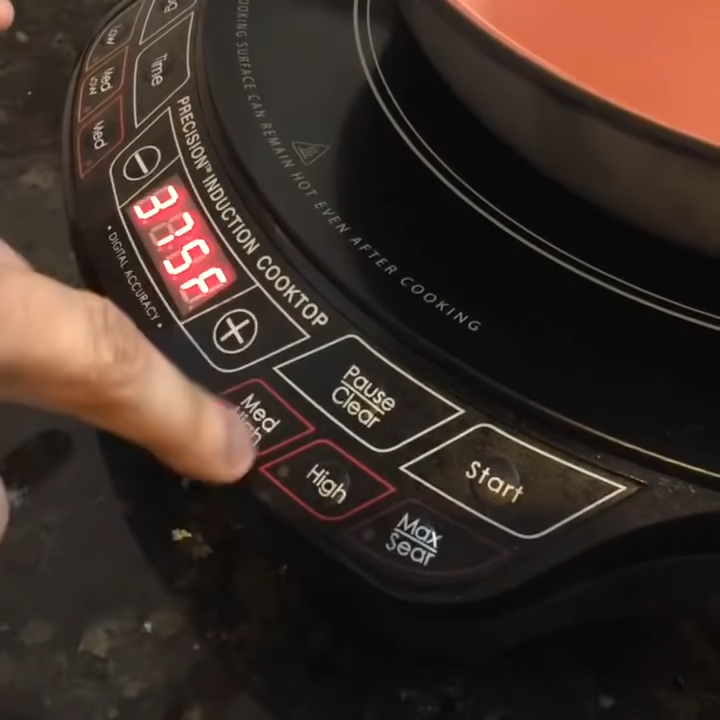 Low
Med
Low
Med
Time
PRECISION™ INDUCTION COOKTOP
COOKING SURFACE CAN REMAIN HOT EVEN AFTER COOKING
−
375F
+
• DIGITAL ACCURACY •
Pause
Clear
Start
Med
High
High
Max
Sear